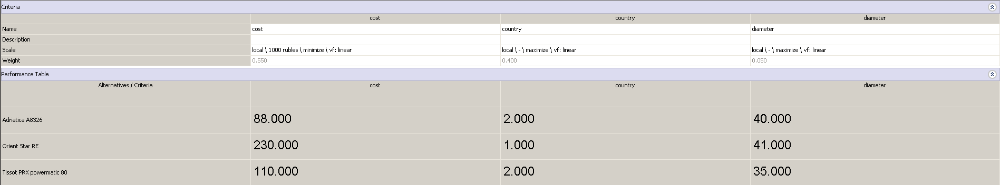 Criteria
cost country diameter
Name cost country diameter
Description
Scale local \ 1000 rubles \ minimize \ vf: linear local \ - \ maximize \ vf: linear local \ - \ maximize \ vf: linear
Weight 0.550 0.400 0.050
Performance Table
Alternatives / Criteria cost country diameter
Adriatica A8326 88.000 2.000 40.000
Orient Star RE 230.000 1.000 41.000
Tissot PRX powermatic 80 110.000 2.000 35.000